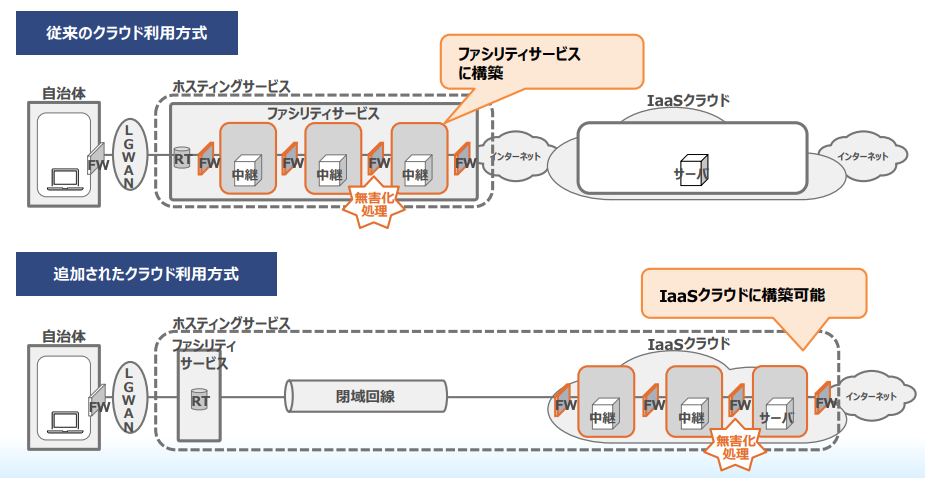 従来のクラウド利用方式
ファシリティサービス
に構築
ホスティングサービス
自治体
ファシリティサービス
IaaSクラウド
LGWAN
FW
RT
FW
中継
FW
中継
FW
中継
FW
インターネット
サーバ
インターネット
無害化
処理
追加されたクラウド利用方式
IaaSクラウドに構築可能
ホスティングサービス
自治体
ファシリティ
サービス
IaaSクラウド
LGWAN
FW
RT
閉域回線
FW
中継
FW
中継
FW
サーバ
FW
インターネット
無害化
処理